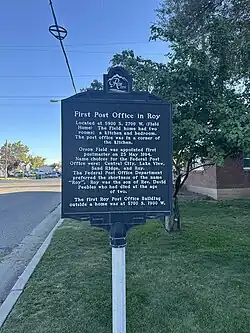 First Post Office in Roy
Located at 5900 S. 2700 W. (Field
Home) The Field home had two
rooms: a kitchen and bedroom.
The post office was in a corner of
the kitchen.
Orson Field was appointed first
postmaster on 25 May 1894.
Name choices for the Federal Post
Office were: Central City, Lake View,
Sand Ridge, and Roy.
The Federal Post Office Department
preferred the shortness of the name
"Roy". Roy was the son of Rev. David
Peebles who had died at the age
of two.
The first Roy Post Office Building
outside a home was at 5700 S. 1900 W.